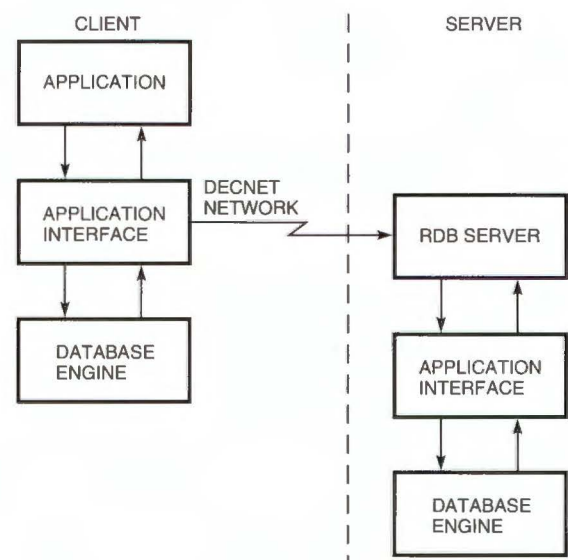 CLIENT
SERVER
APPLICATION
DECNET
NETWORK
APPLICATION
INTERFACE
RDB SERVER
DATABASE
ENGINE
APPLICATION
INTERFACE
DATABASE
ENGINE